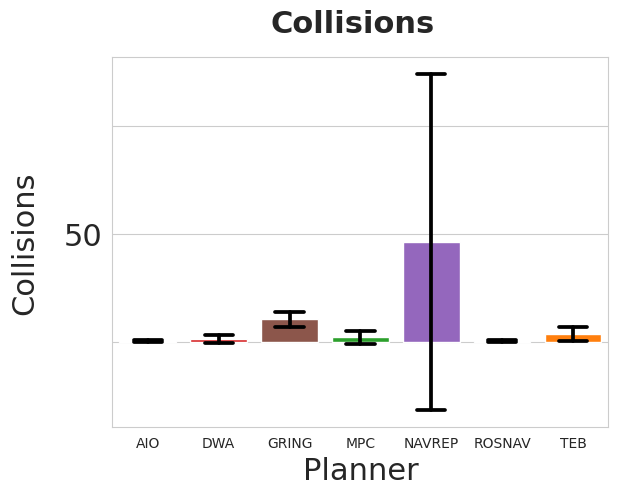 Collisions
Collisions
50
AIO DWA GRING MPC NAVREP ROSNAV TEB
Planner